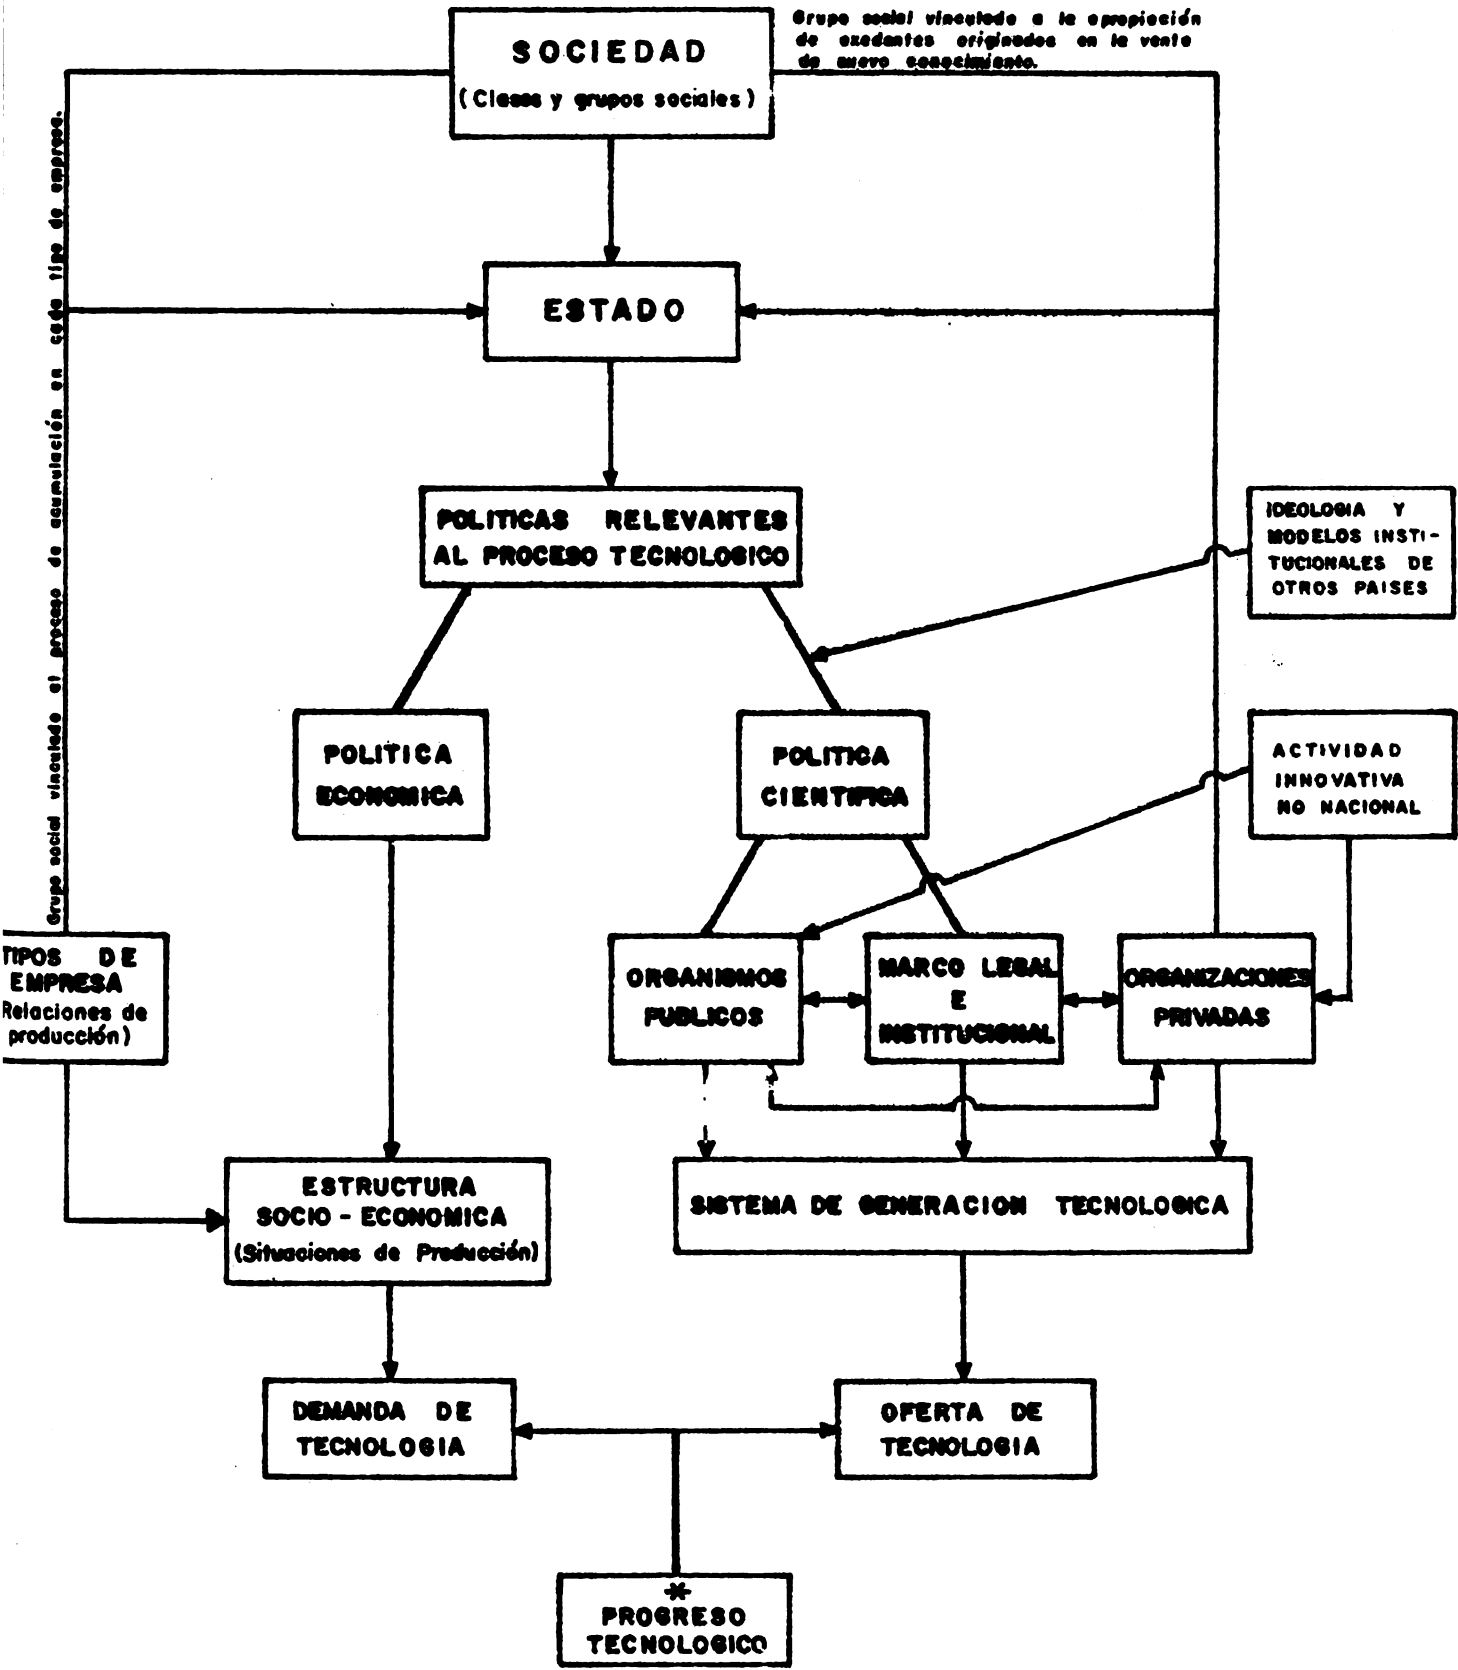 Grupo social vinculado a la apropiación
de exedantes originados en la venta
de nuevo conocimiento.
SOCIEDAD
(Clases y grupos sociales)
Grupo social vinculado al proceso de acumulación en cada tipo de empresa.
ESTADO
POLITICAS RELEVANTES
AL PROCESO TECNOLOGICO
IDEOLOGIA Y
MODELOS INSTI-
TUCIONALES DE
OTROS PAISES
POLITICA
ECONOMICA
POLITICA
CIENTIFICA
ACTIVIDAD
INNOVATIVA
NO NACIONAL
TIPOS DE
EMPRESA
Relaciones de
producción)
ORGANISMOS
PUBLICOS
MARCO LEGAL
E
INSTITUCIONAL
ORGANIZACIONES
PRIVADAS
ESTRUCTURA
SOCIO-ECONOMICA
(Situaciones de Producción)
SISTEMA DE GENERACION TECNOLOGICA
DEMANDA DE
TECNOLOGIA
OFERTA DE
TECNOLOGIA
*
PROGRESO
TECNOLOGICO